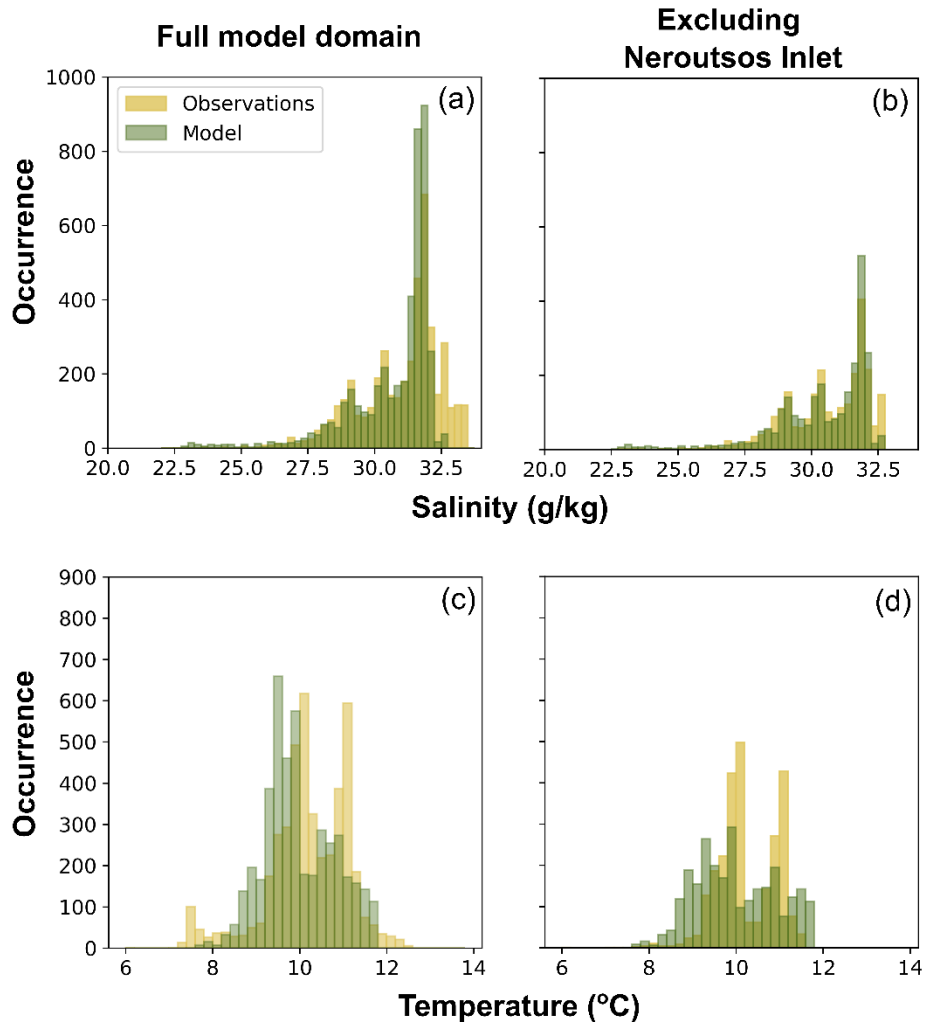 Full model domain
Excluding
Neroutsos Inlet
1000
800
600
400
200
0
Occurrence
Observations
Model
(a)
20.0 22.5 25.0 27.5 30.0 32.5
(b)
20.0 22.5 25.0 27.5 30.0 32.5
Salinity (g/kg)
900
800
700
600
500
400
300
200
100
0
Occurrence
(c)
6 8 10 12 14
(d)
6 8 10 12 14
Temperature (°C)